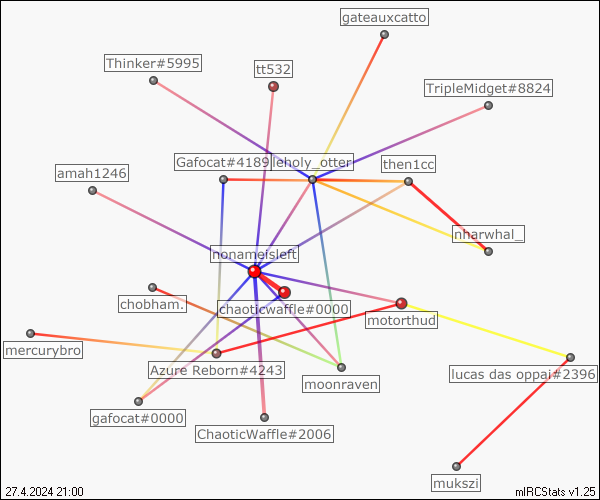 gateauxcatto
Thinker#5995
tt532
TripleMidget#8824
Gafocat#4189
leholy_otter
then1cc
amah1246
nharwhal_
nonameisleft
chobham.
chaoticwaffle#0000
motorthud
mercurybro
Azure Reborn#4243
moonraven
lucas das oppai#2396
gafocat#0000
ChaoticWaffle#2006
mukszi
27.4.2024 21:00
mIRCStats v1.25